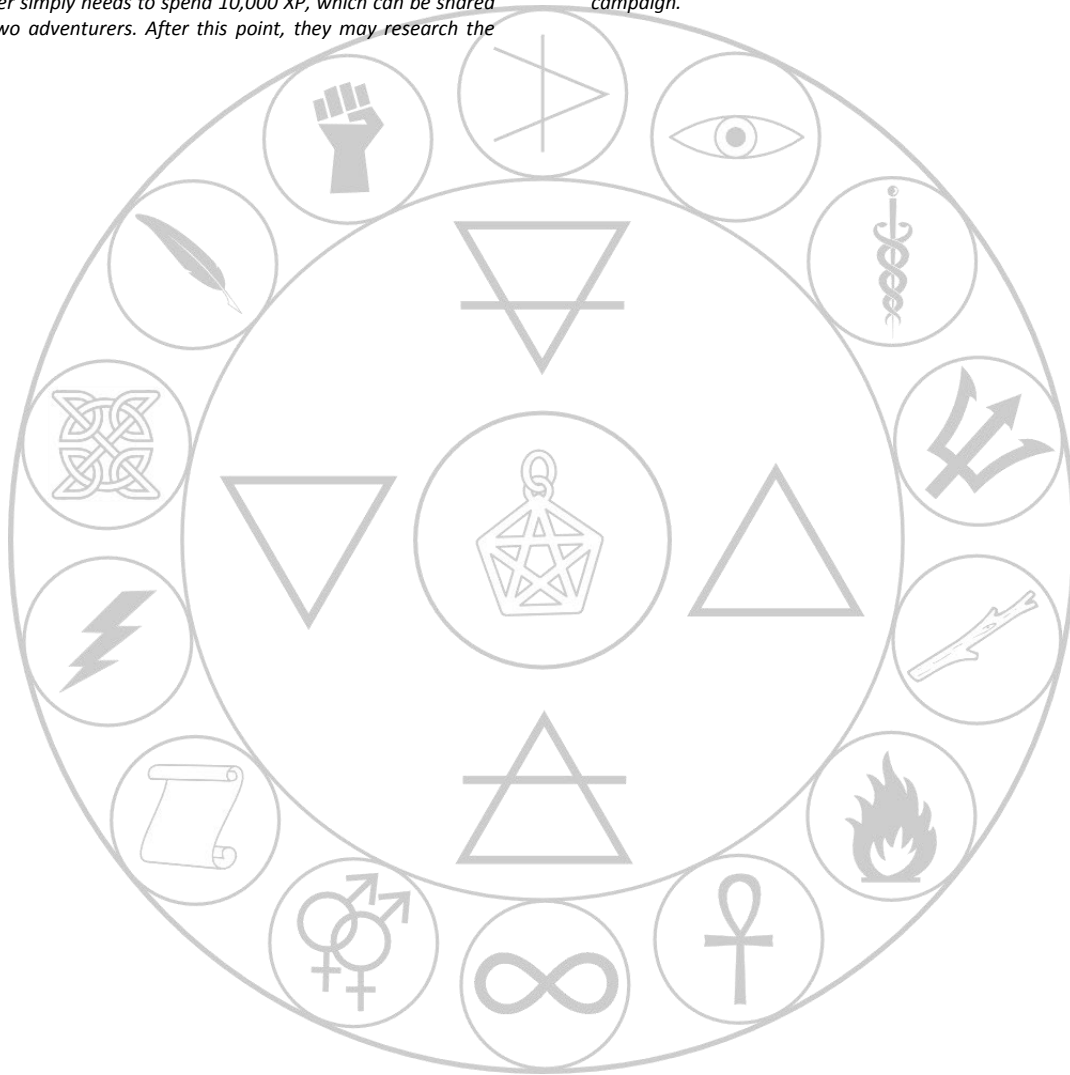 er simply needs to spend 10,000 XP, which can be shared
wo adventurers. After this point, they may research the
campaign.